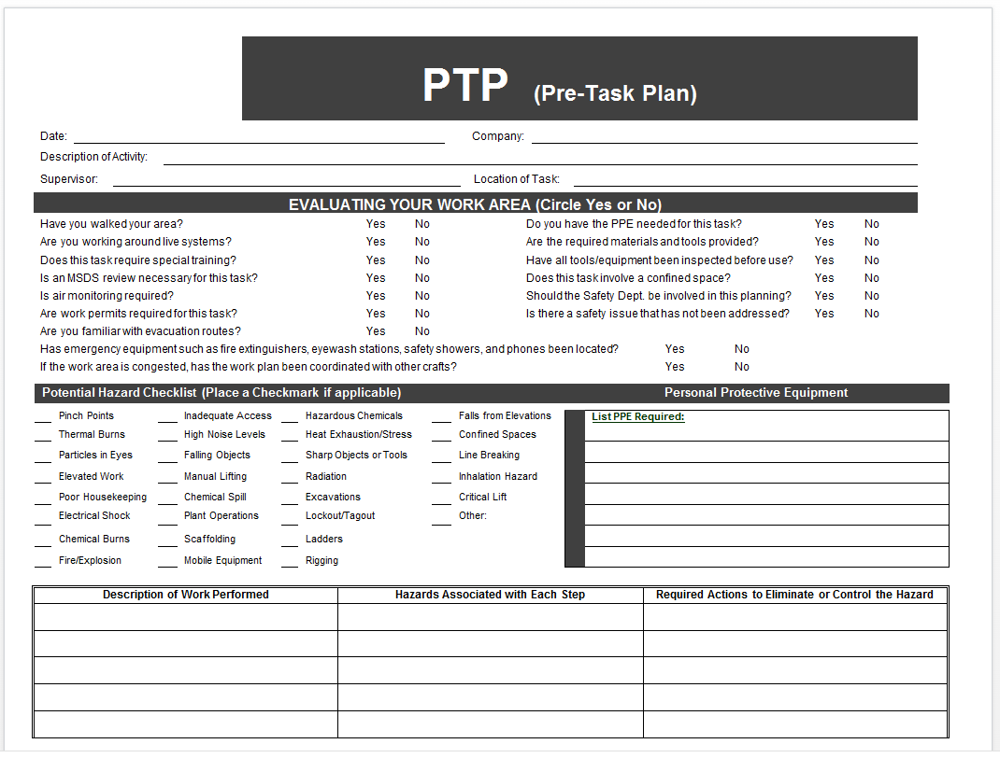 PTP (Pre-Task Plan)
Date: Company:
Description of Activity:
Supervisor: Location of Task:
EVALUATING YOUR WORK AREA (Circle Yes or No)
Have you walked your area? Yes No Do you have the PPE needed for this task? Yes No
Are you working around live systems? Yes No Are the required materials and tools provided? Yes No
Does this task require special training? Yes No Have all tools/equipment been inspected before use? Yes No
Is an MSDS review necessary for this task? Yes No Does this task involve a confined space? Yes No
Is air monitoring required? Yes No Should the Safety Dept. be involved in this planning? Yes No
Are work permits required for this task? Yes No Is there a safety issue that has not been addressed? Yes No
Are you familiar with evacuation routes? Yes No
Has emergency equipment such as fire extinguishers, eyewash stations, safety showers, and phones been located? Yes No
If the work area is congested, has the work plan been coordinated with other crafts? Yes No
Potential Hazard Checklist (Place a Checkmark if applicable) Personal Protective Equipment
Pinch Points Inadequate Access Hazardous Chemicals Falls from Elevations List PPE Required:
Thermal Burns High Noise Levels Heat Exhaustion/Stress Confined Spaces
Particles in Eyes Falling Objects Sharp Objects or Tools Line Breaking
Elevated Work Manual Lifting Radiation Inhalation Hazard
Poor Housekeeping Chemical Spill Excavations Critical Lift
Electrical Shock Plant Operations Lockout/Tagout Other:
Chemical Burns Scaffolding Ladders
Fire/Explosion Mobile Equipment Rigging
Description of Work Performed Hazards Associated with Each Step Required Actions to Eliminate or Control the Hazard